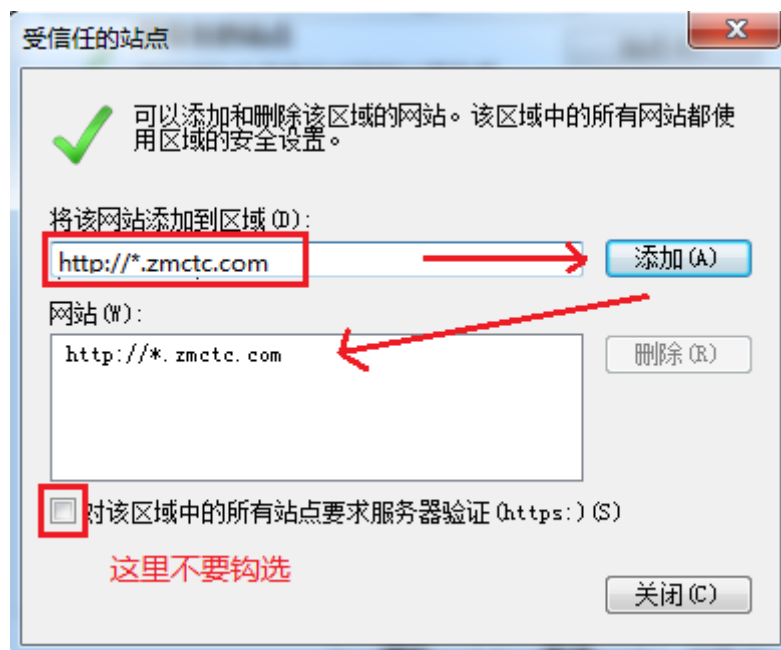 受信任的站点
可以添加和删除该区域的网站。该区域中的所有网站都使
用区域的安全设置。
将该网站添加到区域(D):
http://*.zmctc.com
添加(A)
网站(W):
http://*.zmctc.com
删除(R)
对该区域中的所有站点要求服务器验证(https:)(S)
这里不要钩选
关闭(C)